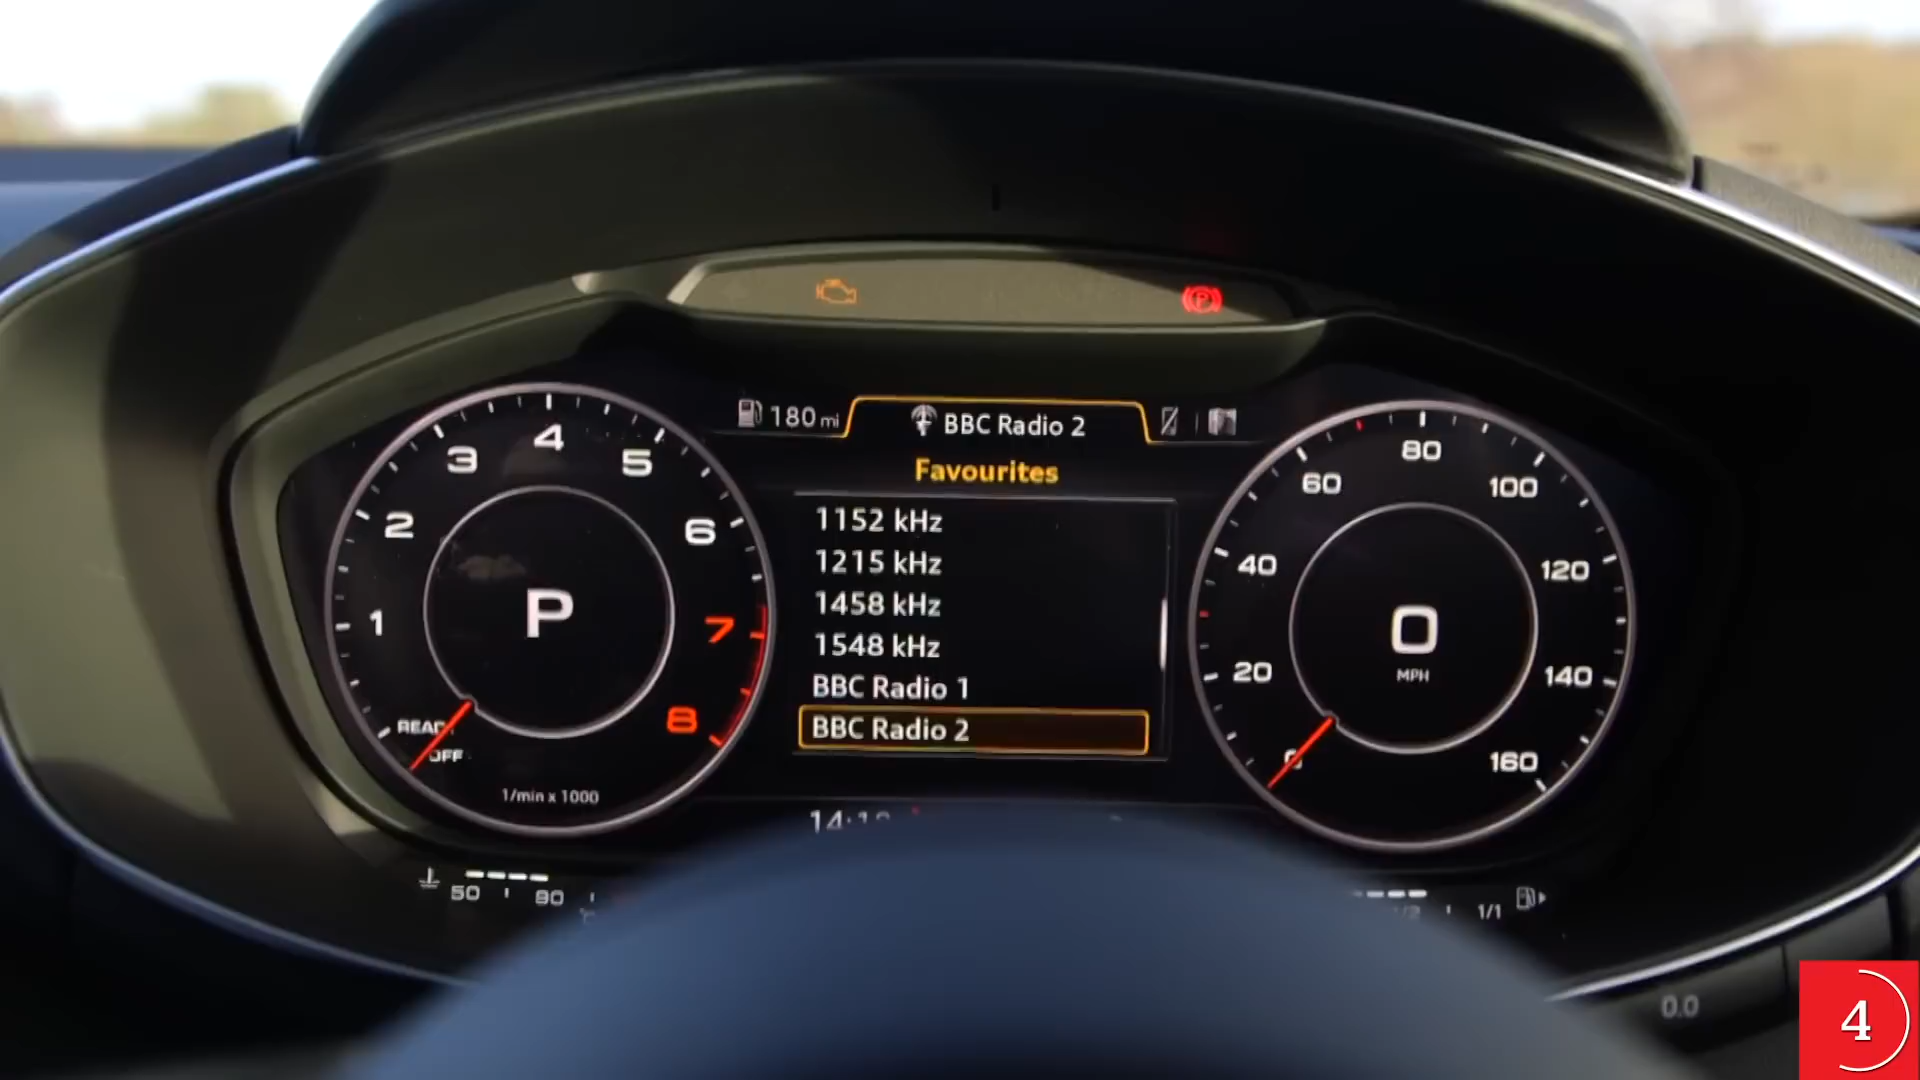 180 mi
BBC Radio 2
Favourites
1152 kHz
1215 kHz
1458 kHz
1548 kHz
BBC Radio 1
BBC Radio 2
1
2
3
4
5
6
7
8
P
OFF
1/min x 1000
20
40
60
80
100
120
140
160
0
MPH
50
90
1/2
1/1
0.0
4